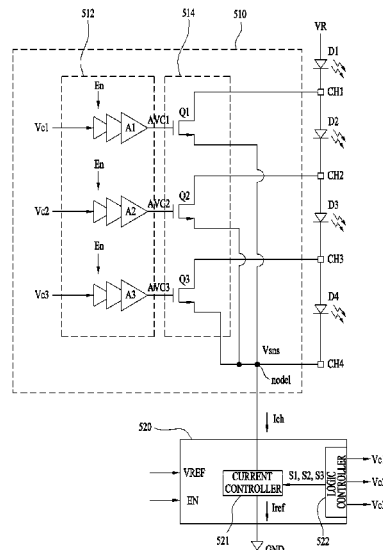 512
514
510
VR
En
D1
AVC1
Q1
CH1
Vc1
A1
D2
En
AVC2
Q2
CH2
Vc2
A2
D3
En
AVC3
Q3
CH3
Vc3
A3
D4
Vsns
node1
CH4
Ich
520
VREF
EN
CURRENT
CONTROLLER
S1, S2, S3
LOGIC
CONTROLLER
521
Iref
522
GND